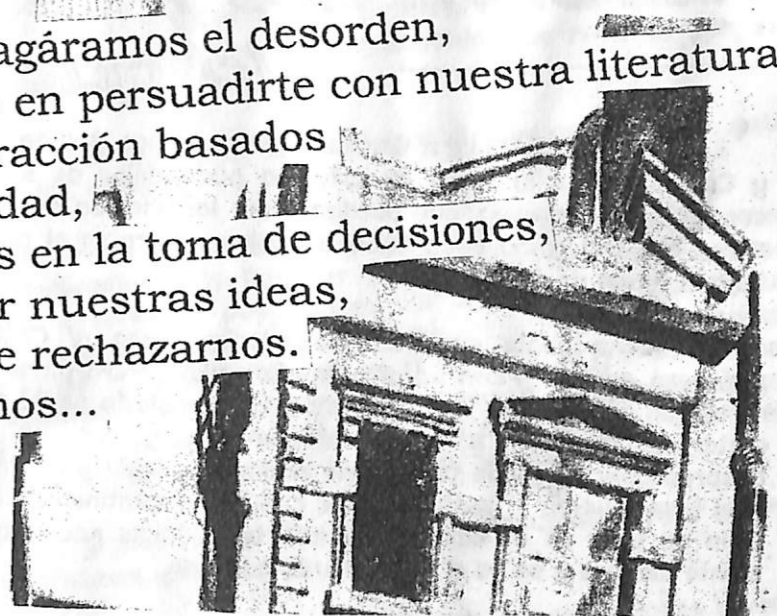 agáramos el desorden,
en persuadirte con nuestra literatura
racción basados
dad,
s en la toma de decisiones,
r nuestras ideas,
e rechazarnos.
nos...